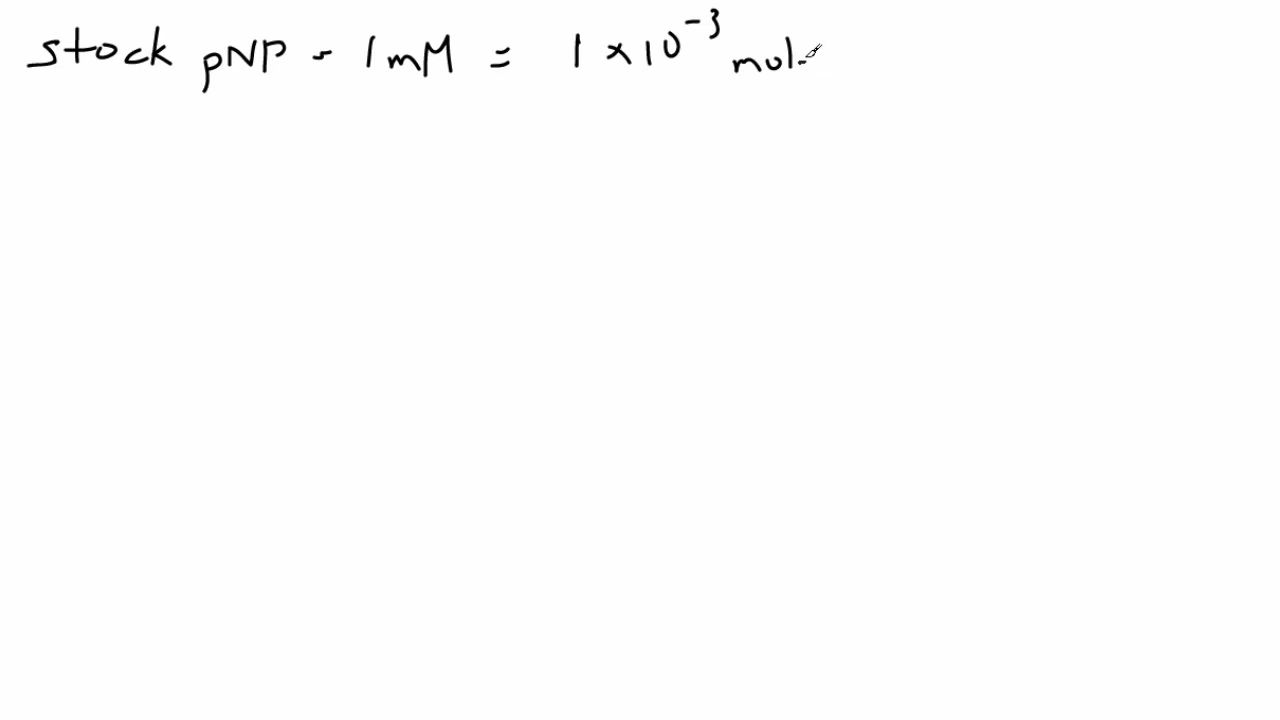 stock pNP - 1mM = 1 × 10⁻³ mol.